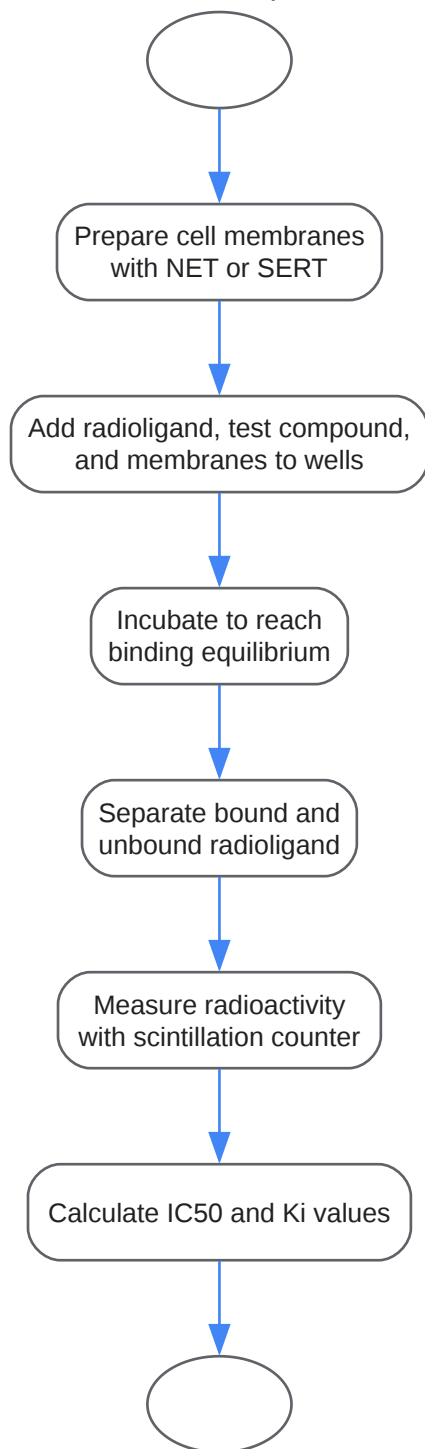 Prepare cell membranes
with NET or SERT
Add radioligand, test compound,
and membranes to wells
Incubate to reach
binding equilibrium
Separate bound and
unbound radioligand
Measure radioactivity
with scintillation counter
Calculate IC50 and Ki values